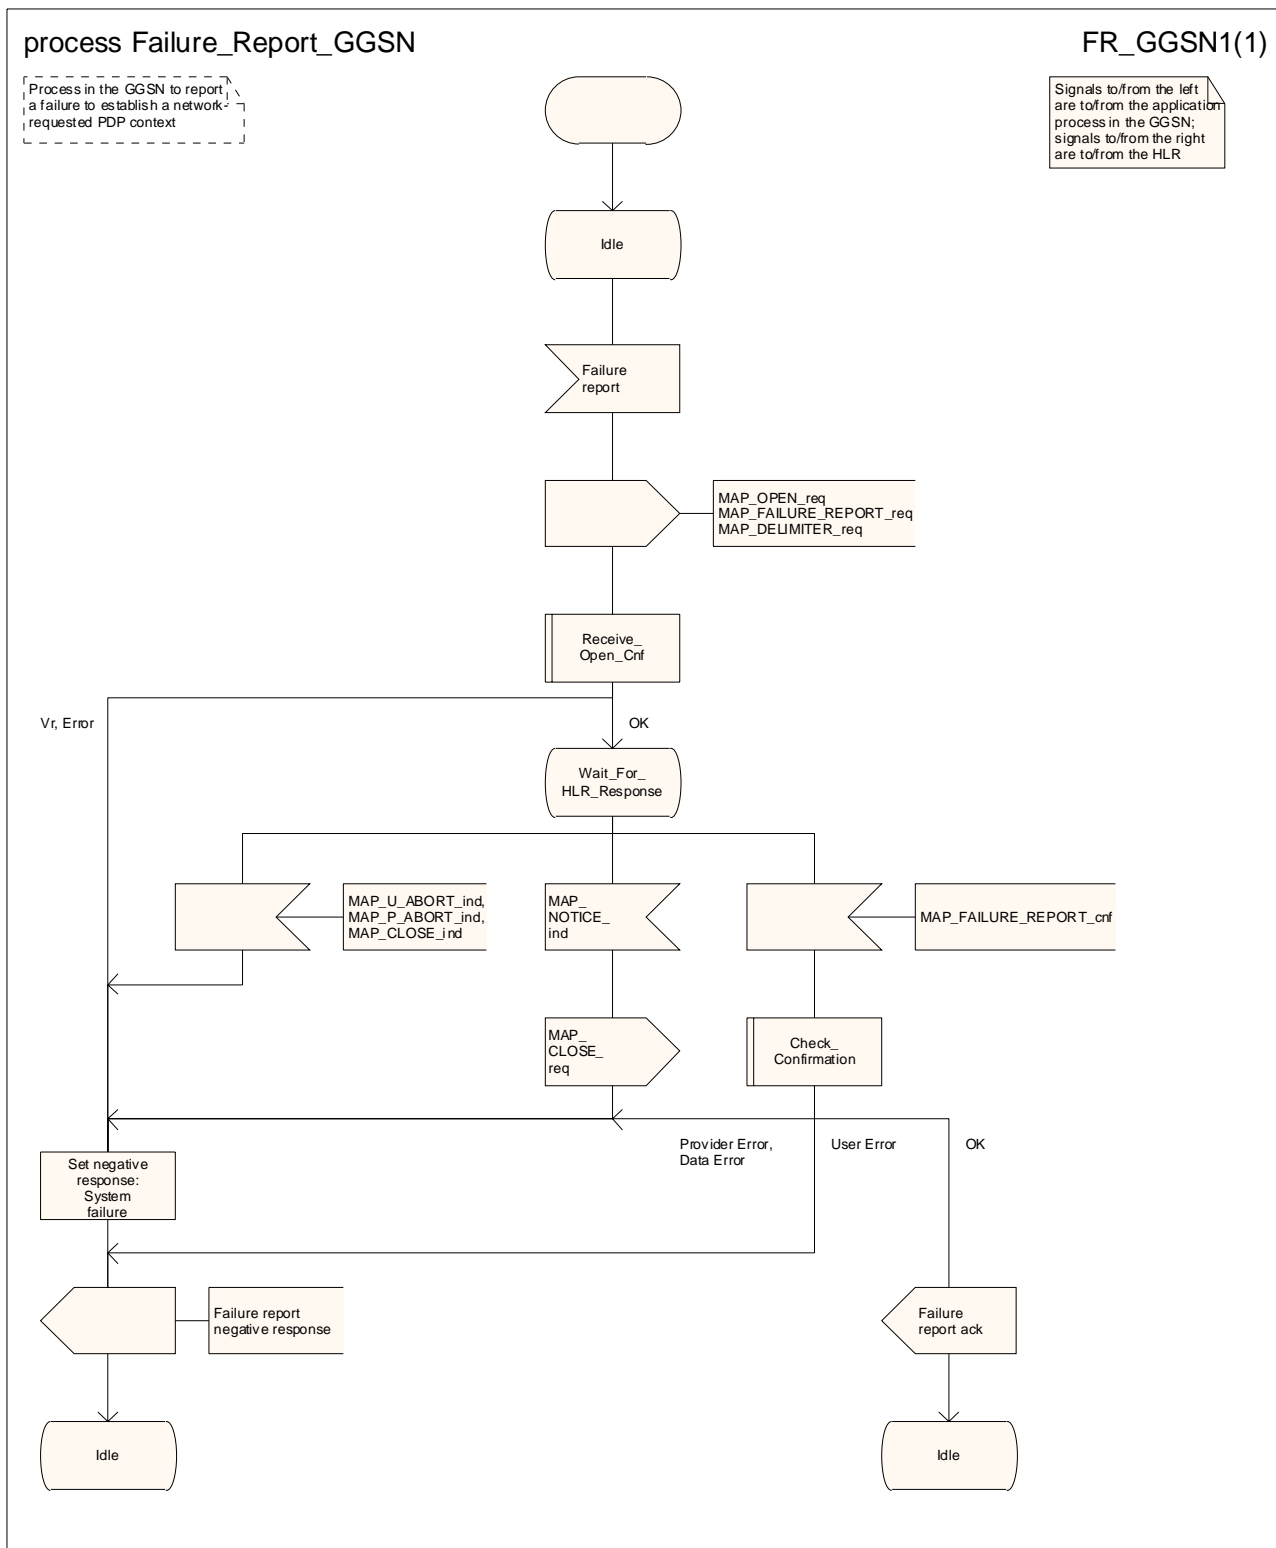 process Failure_Report_GGSN
FR_GGSN1(1)
Process in the GGSN to report
a failure to establish a network-
requested PDP context
Signals to/from the left
are to/from the application
process in the GGSN;
signals to/from the right
are to/from the HLR
Idle
Failure
report
MAP_OPEN_req
MAP_FAILURE_REPORT_req
MAP_DELIMITER_req
Receive_
Open_Cnf
Vr, Error
OK
Wait_For_
HLR_Response
MAP_U_ABORT_ind,
MAP_P_ABORT_ind,
MAP_CLOSE_ind
MAP_
NOTICE_
ind
MAP_FAILURE_REPORT_cnf
MAP_
CLOSE_
req
Check_
Confirmation
Provider Error,
Data Error
User Error
OK
Set negative
response:
System
failure
Failure report
negative response
Failure
report ack
Idle
Idle